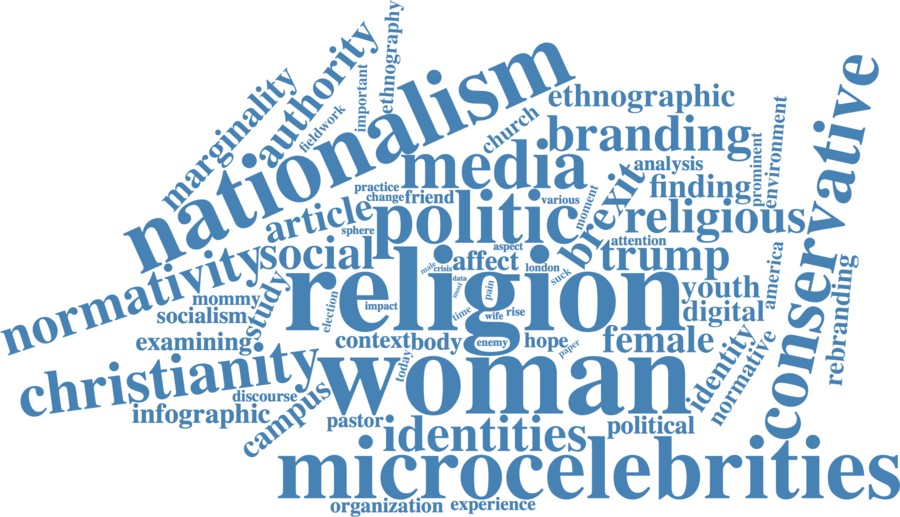 nationalism
authority
marginality
ethnography
important
fieldwork
ethnographic
church
branding
media
analysis
prominent
environment
conservative
practice
change
friend
various
moment
brexit
finding
religious
article
sphere
politic
attention
normativity
social
aspect
affect
male
crisis
data
most
pain
london
suck
trump
america
religion
youth
digital
rebranding
mommy
socialism
study
election
impact
time
wife
rise
examining
context
body
enemy
hope
paper
female
identity
normative
christianity
today
woman
discourse
infographic
campus
pastor
identities
political
microcelebrities
organization
experience